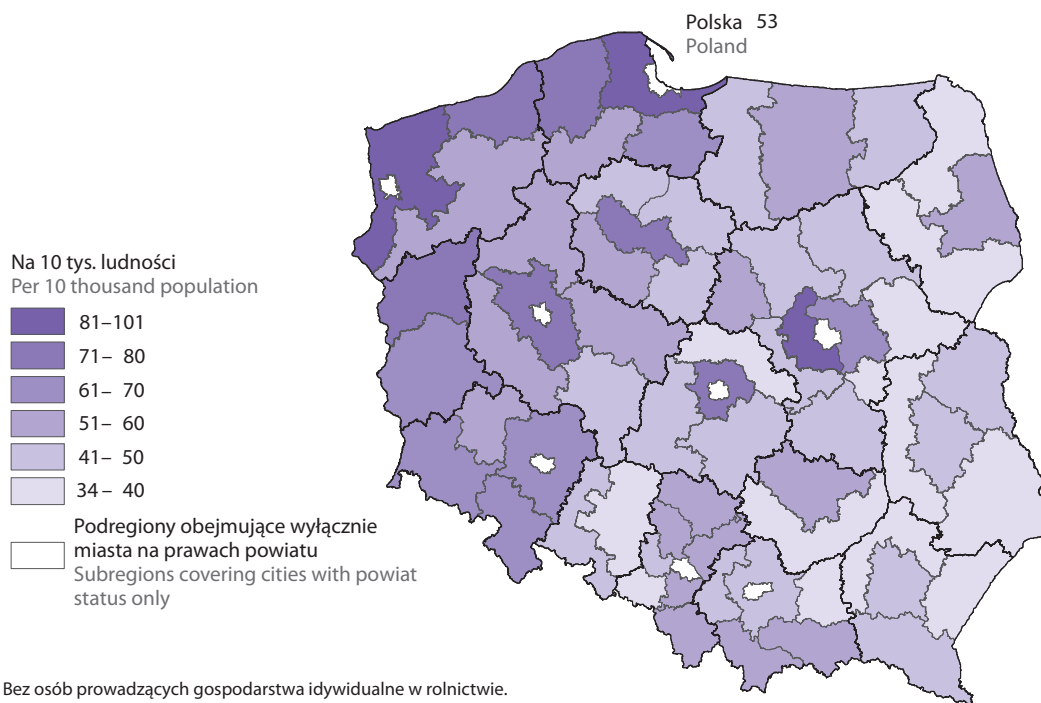 Polska 53
Poland
Na 10 tys. ludności
Per 10 thousand population
81–101
71– 80
61– 70
51– 60
41– 50
34– 40
Podregiony obejmujące wyłącznie
miasta na prawach powiatu
Subregions covering cities with powiat
status only
Bez osób prowadzących gospodarstwa idywidualne w rolnictwie.